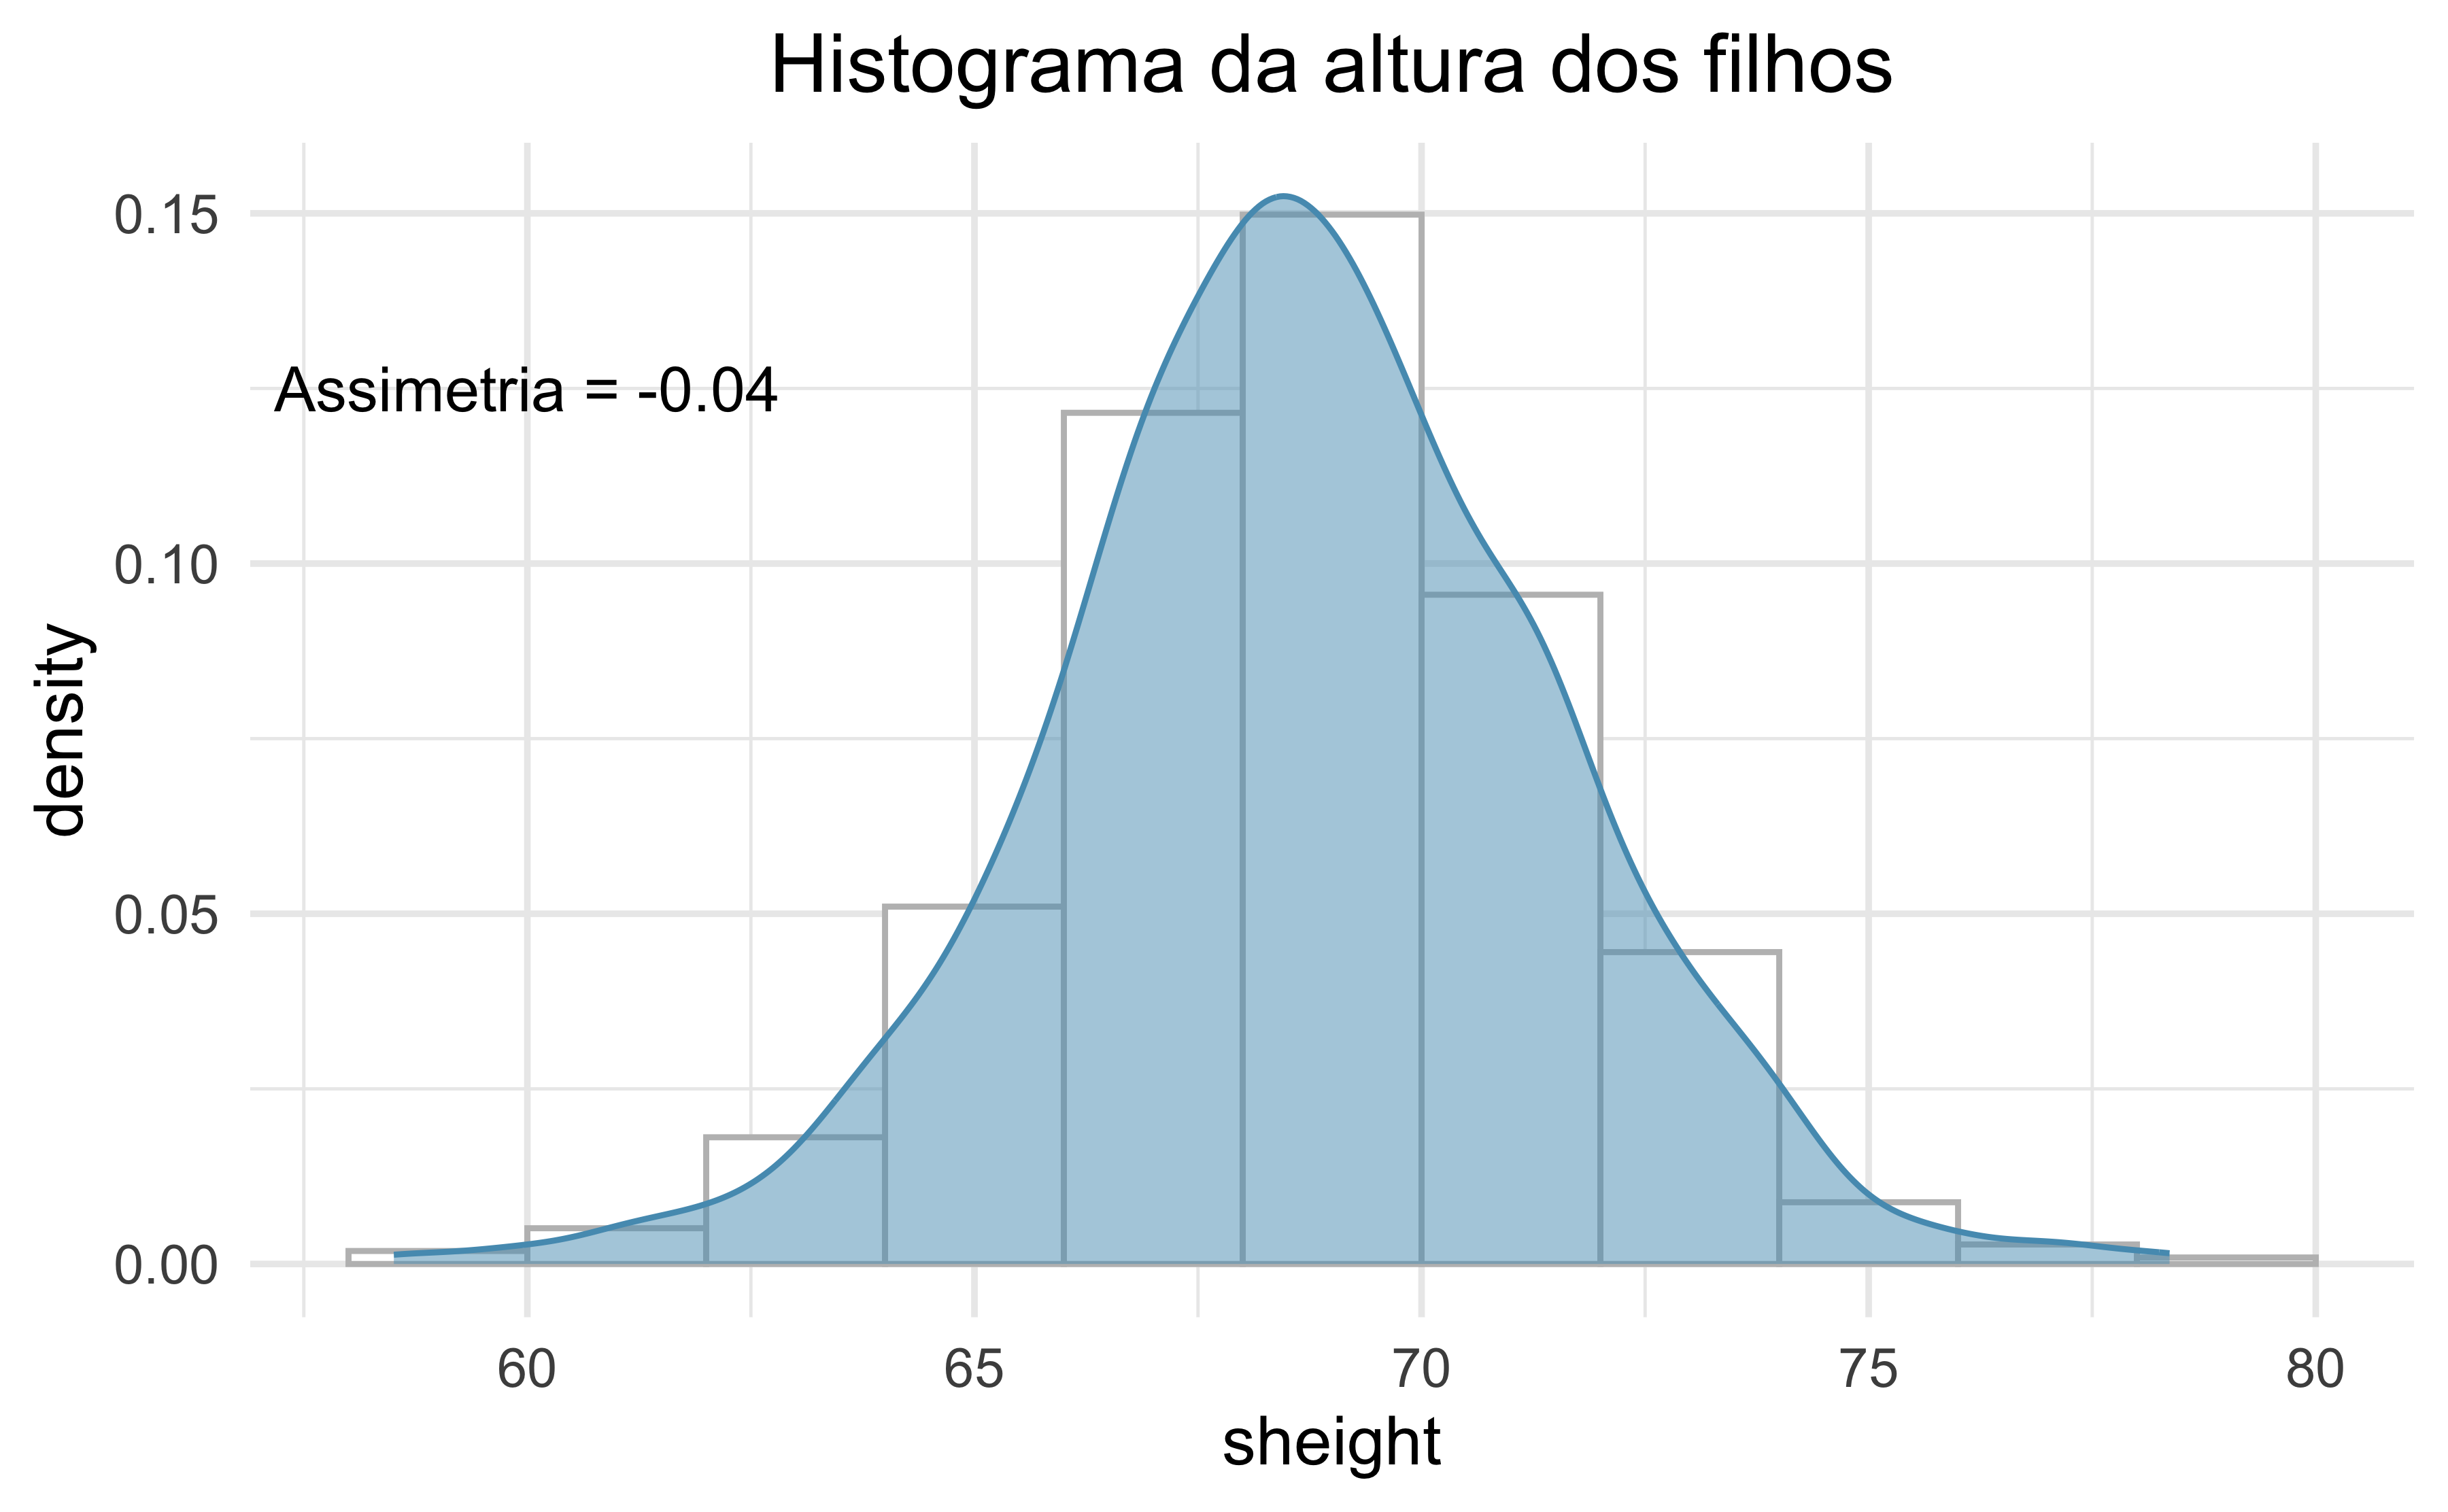 Histograma da altura dos filhos
0.15
Assimetria = -0.04
0.10
density
0.05
0.00
60 65 70 75 80
sheight